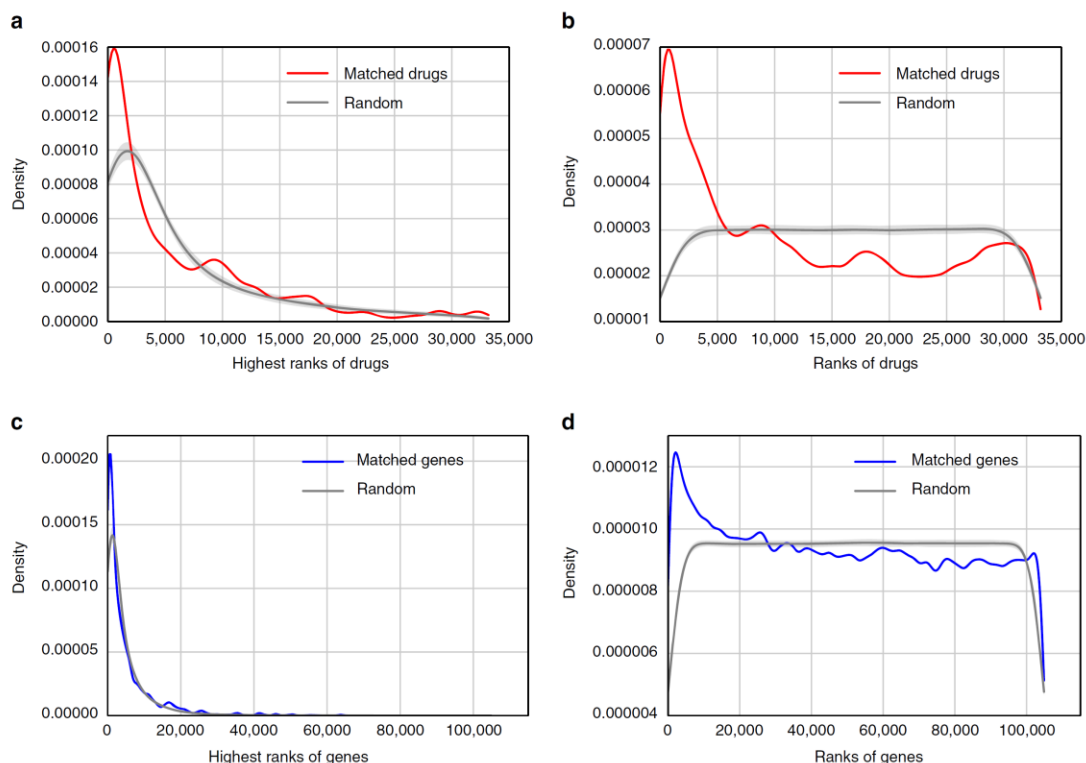 a
0.00016
0.00014
0.00012
0.00010
0.00008
0.00006
0.00004
0.00002
0.00000
Density
Matched drugs
Random
0 5,000 10,000 15,000 20,000 25,000 30,000 35,000
Highest ranks of drugs
b
0.00007
0.00006
0.00005
0.00004
0.00003
0.00002
0.00001
Density
Matched drugs
Random
0 5,000 10,000 15,000 20,000 25,000 30,000 35,000
Ranks of drugs
c
0.00020
0.00015
0.00010
0.00005
0.00000
Density
Matched genes
Random
0 20,000 40,000 60,000 80,000 100,000
Highest ranks of genes
d
0.000012
0.000010
0.000008
0.000006
0.000004
Density
Matched genes
Random
0 20,000 40,000 60,000 80,000 100,000
Ranks of genes